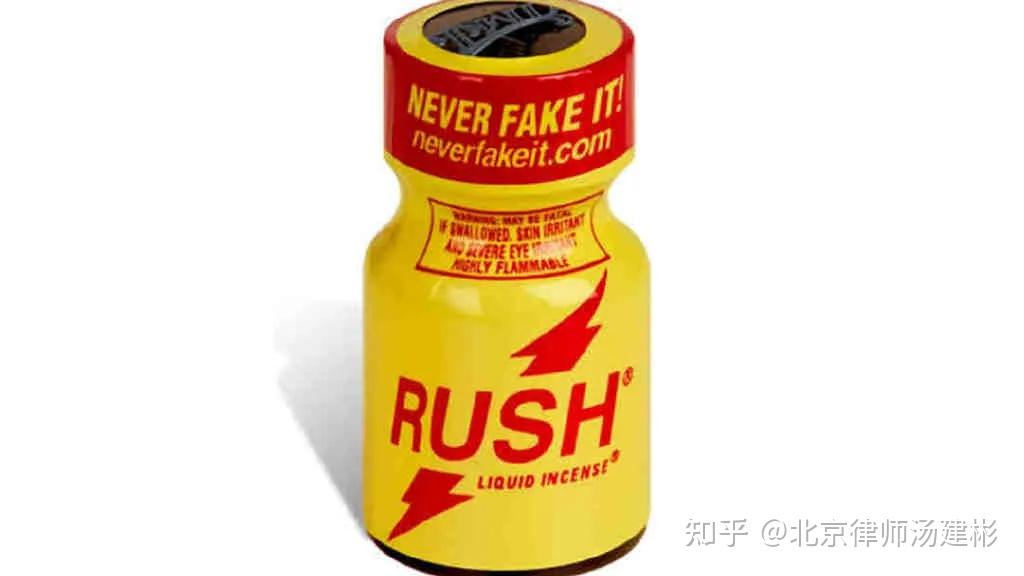 NEVER FAKE IT!
neverfakeit.com
WARNING: MAY BE FATAL
IF SWALLOWED, SKIN IRRITANT
AND SEVERE EYE IRRITANT
HIGHLY FLAMMABLE
RUSH®
LIQUID INCENSE®
知乎 @北京律师汤建彬